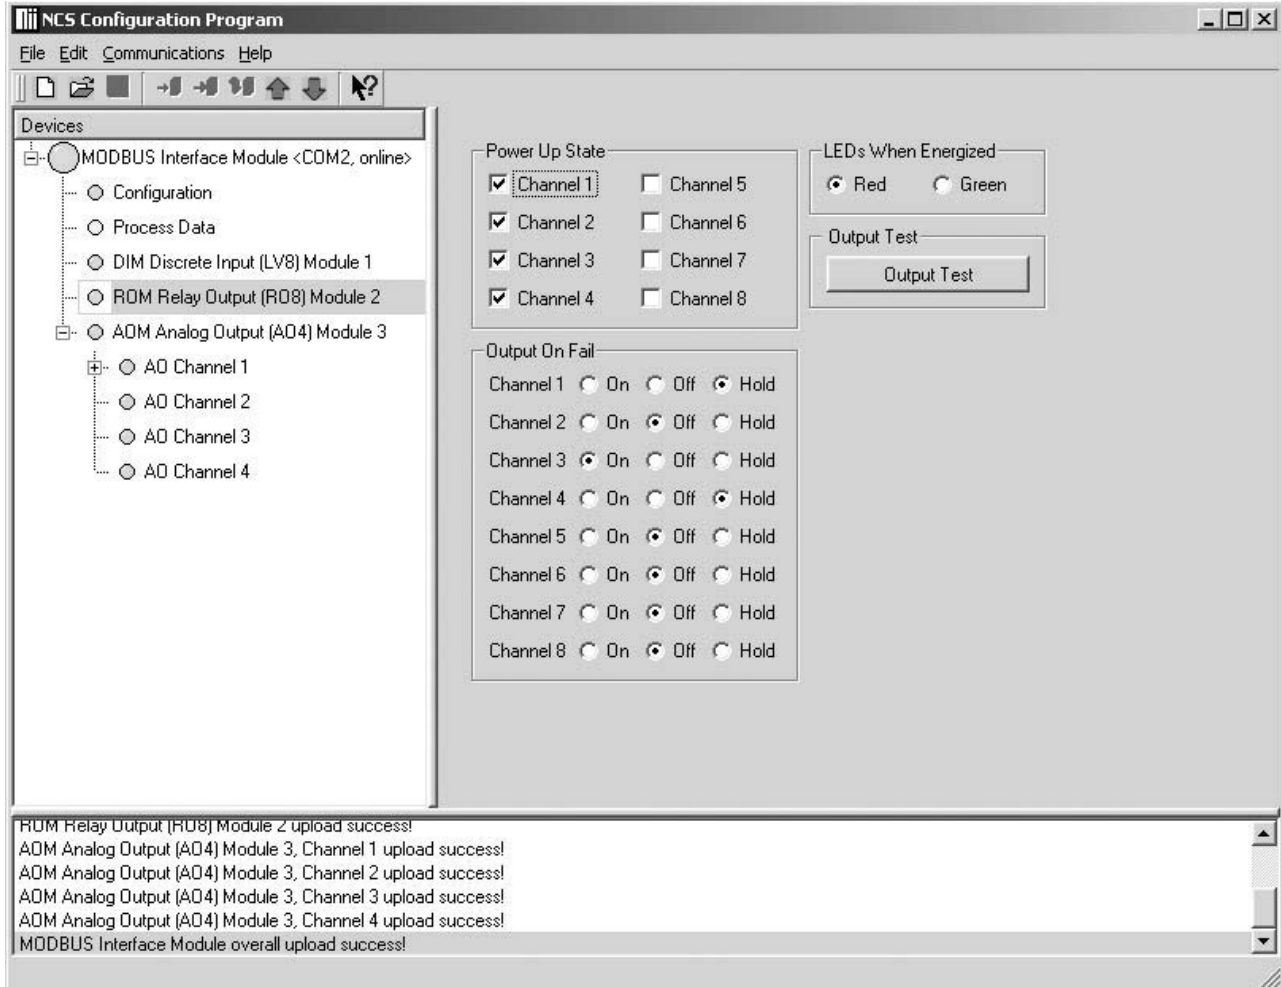 NCS Configuration Program
File Edit Communications Help
Devices
MODBUS Interface Module <COM2, online>
Configuration
Process Data
DIM Discrete Input (LV8) Module 1
ROM Relay Output (RO8) Module 2
AOM Analog Output (AO4) Module 3
AO Channel 1
AO Channel 2
AO Channel 3
AO Channel 4
Power Up State
Channel 1 Channel 5
Channel 2 Channel 6
Channel 3 Channel 7
Channel 4 Channel 8
LEDs When Energized
Red Green
Output Test
Output Test
Output On Fail
Channel 1 On Off Hold
Channel 2 On Off Hold
Channel 3 On Off Hold
Channel 4 On Off Hold
Channel 5 On Off Hold
Channel 6 On Off Hold
Channel 7 On Off Hold
Channel 8 On Off Hold
ROM Relay Output (RO8) Module 2 upload success!
AOM Analog Output (AO4) Module 3, Channel 1 upload success!
AOM Analog Output (AO4) Module 3, Channel 2 upload success!
AOM Analog Output (AO4) Module 3, Channel 3 upload success!
AOM Analog Output (AO4) Module 3, Channel 4 upload success!
MODBUS Interface Module overall upload success!